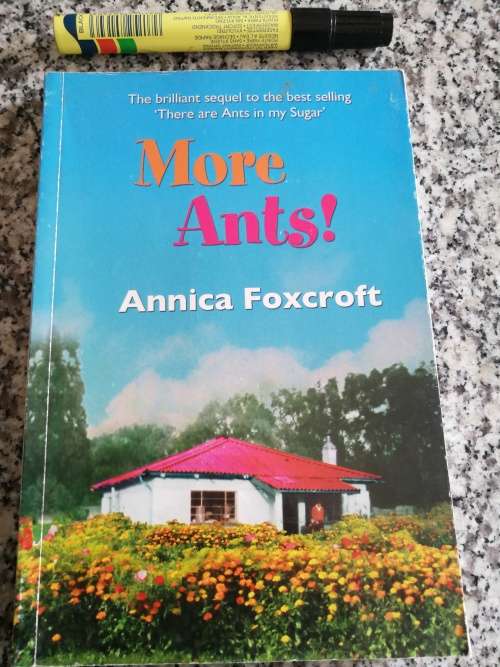 The brilliant sequel to the best selling
'There are Ants in my Sugar'
More
Ants!
Annica Foxcroft